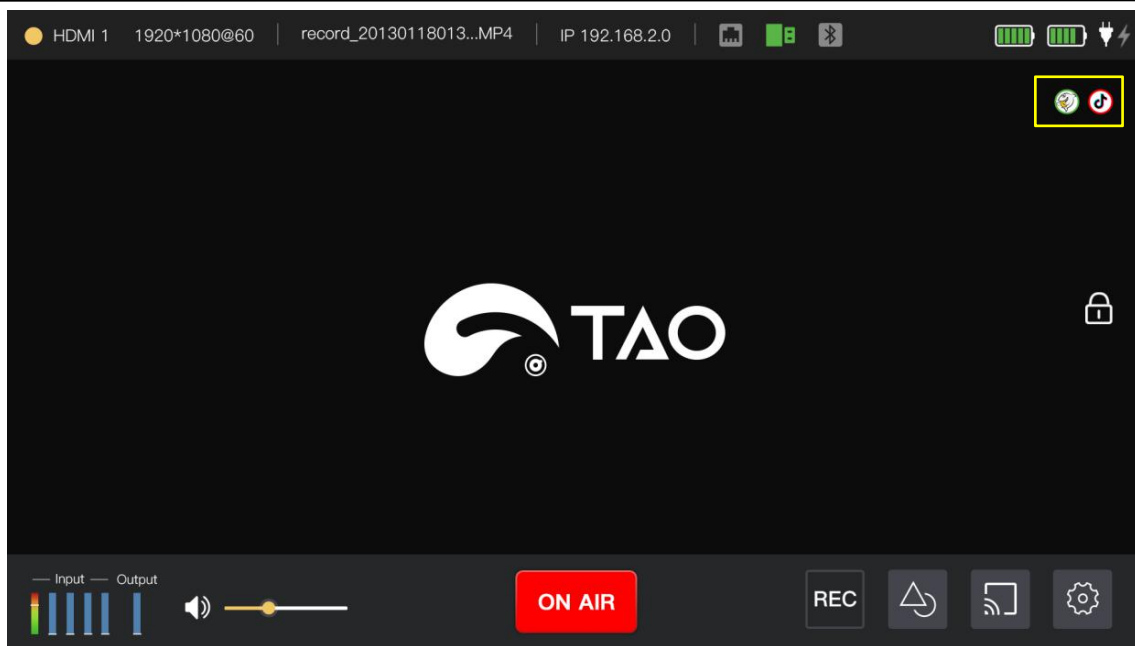 HDMI 1 1920*1080@60 record_20130118013...MP4 IP 192.168.2.0
TAO
Input Output
ON AIR
REC